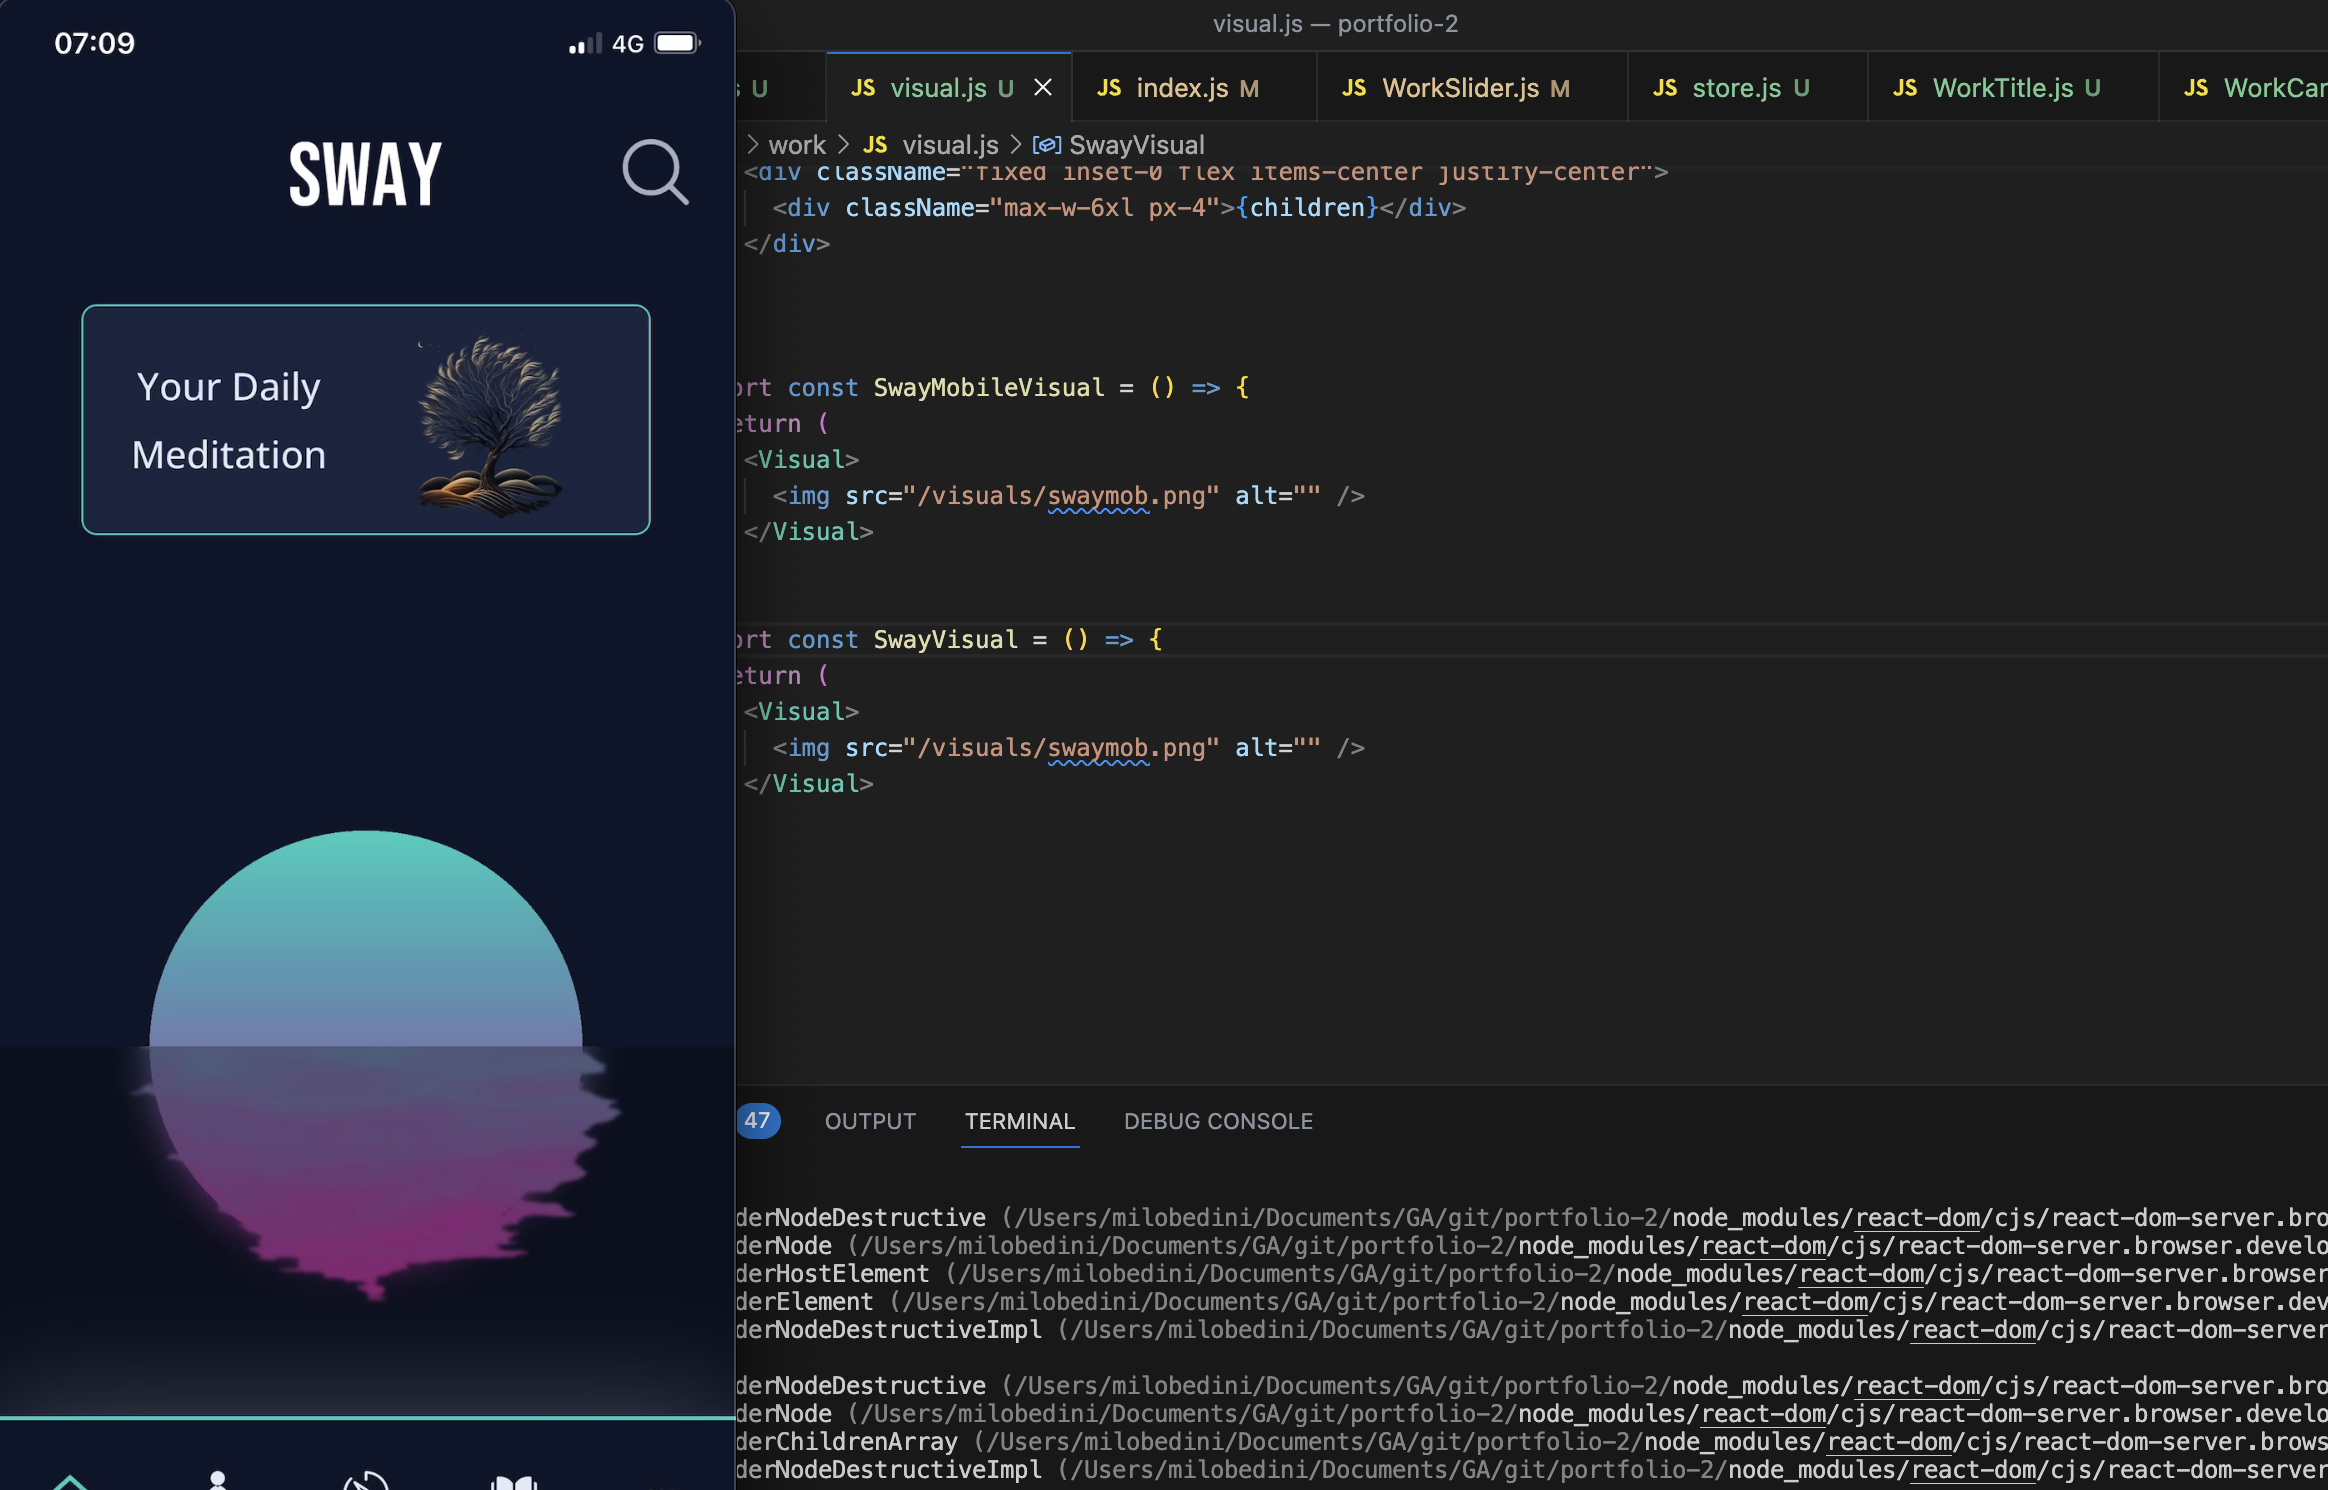 07:09
4G
SWAY
Your Daily
Meditation
visual.js — portfolio-2
U
JS visual.js U
JS index.js M
JS WorkSlider.js M
JS store.js U
JS WorkTitle.js U
JS WorkCar
> work > JS visual.js > SwayVisual
<div className="fixed inset-0 flex items-center justify-center">
<div className="max-w-6xl px-4">{children}</div>
</div>
ort const SwayMobileVisual = () => {
eturn (
<Visual>
<img src="/visuals/swaymob.png" alt="" />
</Visual>
ort const SwayVisual = () => {
eturn (
<Visual>
<img src="/visuals/swaymob.png" alt="" />
</Visual>
47 OUTPUT TERMINAL DEBUG CONSOLE
derNodeDestructive (/Users/milobedini/Documents/GA/git/portfolio-2/node_modules/react-dom/cjs/react-dom-server.bro
derNode (/Users/milobedini/Documents/GA/git/portfolio-2/node_modules/react-dom/cjs/react-dom-server.browser.develo
derHostElement (/Users/milobedini/Documents/GA/git/portfolio-2/node_modules/react-dom/cjs/react-dom-server.browser
derElement (/Users/milobedini/Documents/GA/git/portfolio-2/node_modules/react-dom/cjs/react-dom-server.browser.dev
derNodeDestructiveImpl (/Users/milobedini/Documents/GA/git/portfolio-2/node_modules/react-dom/cjs/react-dom-server
derNodeDestructive (/Users/milobedini/Documents/GA/git/portfolio-2/node_modules/react-dom/cjs/react-dom-server.bro
derNode (/Users/milobedini/Documents/GA/git/portfolio-2/node_modules/react-dom/cjs/react-dom-server.browser.develo
derChildrenArray (/Users/milobedini/Documents/GA/git/portfolio-2/node_modules/react-dom/cjs/react-dom-server.brows
derNodeDestructiveImpl (/Users/milobedini/Documents/GA/git/portfolio-2/node_modules/react-dom/cjs/react-dom-server